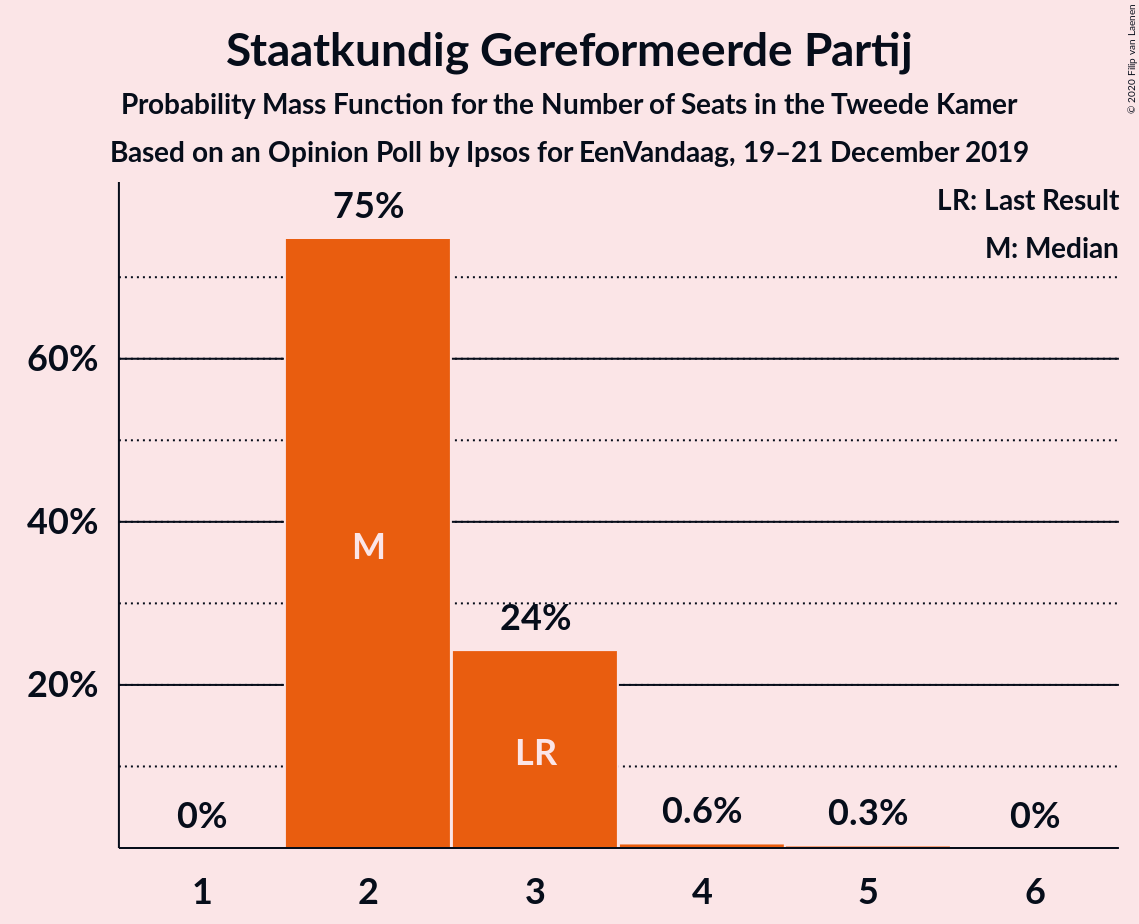 Staatkundig Gereformeerde Partij
Probability Mass Function for the Number of Seats in the Tweede Kamer
Based on an Opinion Poll by Ipsos for EenVandaag, 19–21 December 2019
© 2020 Filip van Laenen
LR: Last Result
M: Median
75%
60%
40%
M
24%
20%
LR
0%
0.6%
0.3%
0%
1
2
3
4
5
6